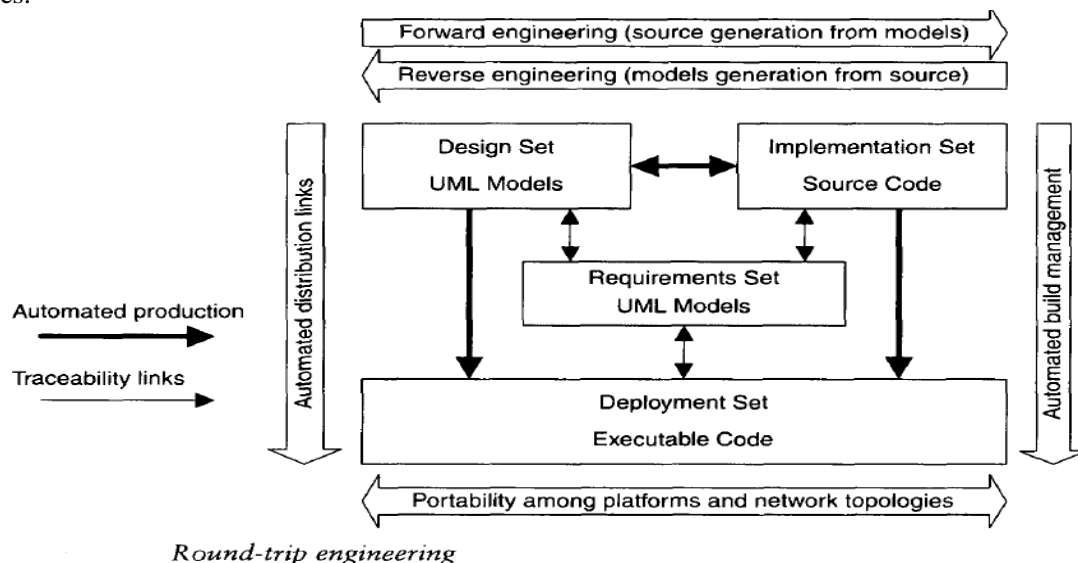 es.
Forward engineering (source generation from models)
Reverse engineering (models generation from source)
Automated distribution links
Design Set
UML Models
Implementation Set
Source Code
Automated build management
Requirements Set
UML Models
Automated production
Traceability links
Deployment Set
Executable Code
Portability among platforms and network topologies
Round-trip engineering